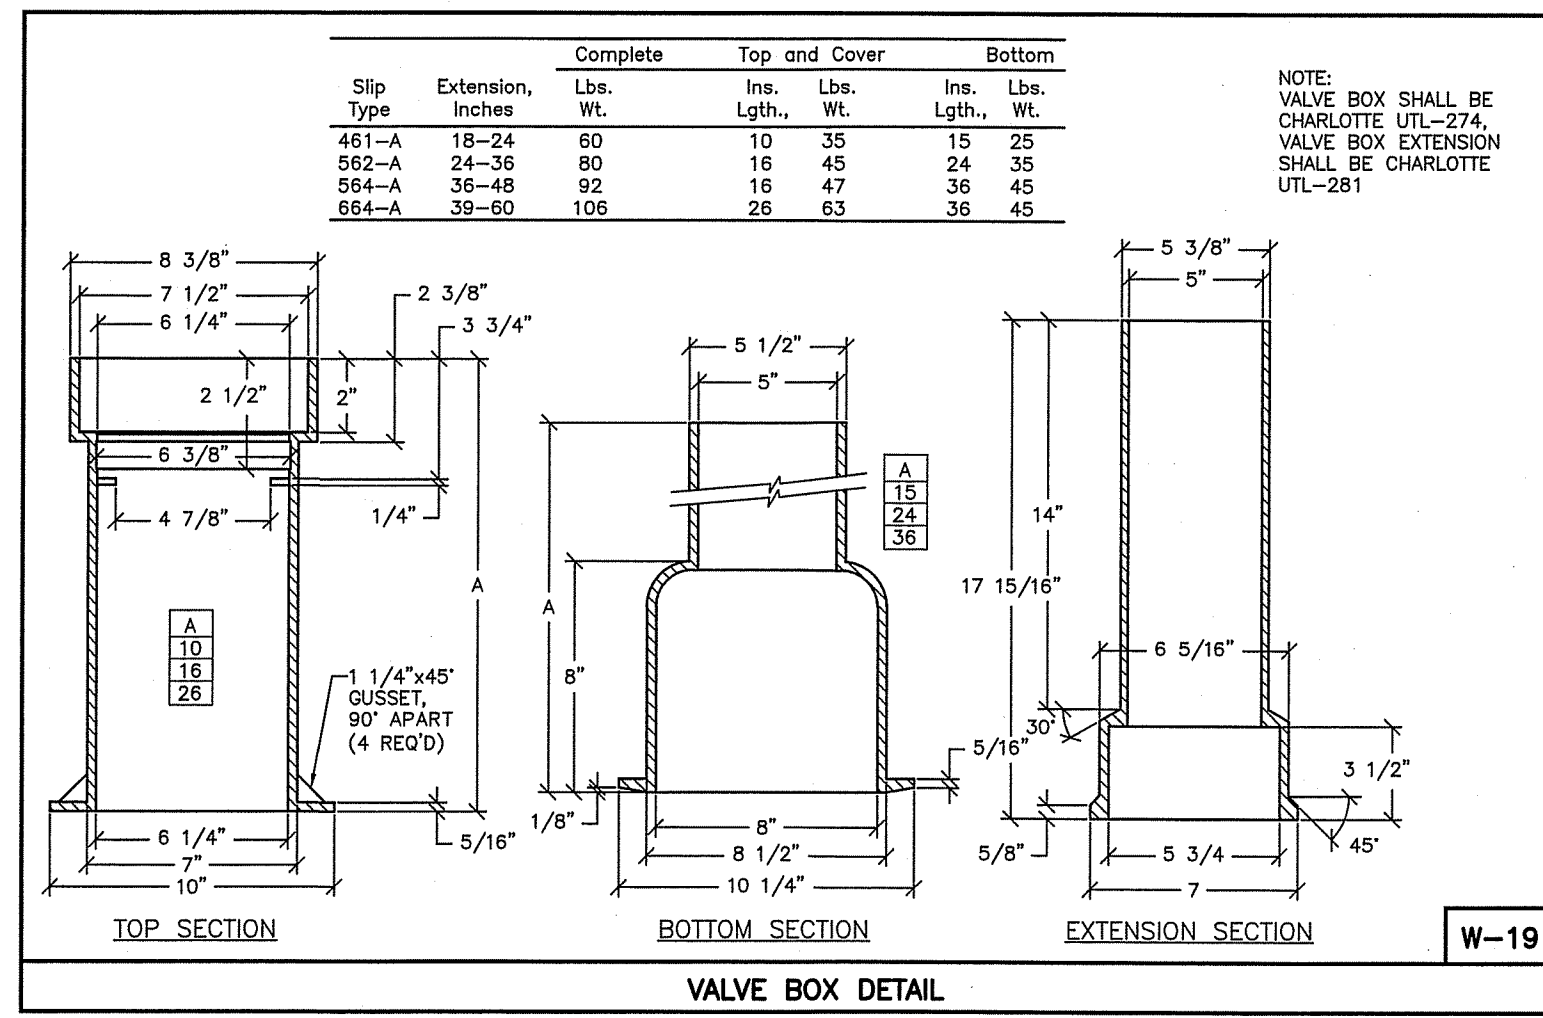 Complete Top and Cover Bottom
Slip Extension, Lbs. Ins. Lbs. Ins. Lbs.
Type Inches Wt. Lgth., Wt. Lgth., Wt.
461-A 18-24 60 10 35 15 25
562-A 24-36 80 16 45 24 35
564-A 36-48 92 16 47 36 45
664-A 39-60 106 26 63 36 45
NOTE:
VALVE BOX SHALL BE
CHARLOTTE UTL-274,
VALVE BOX EXTENSION
SHALL BE CHARLOTTE
UTL-281
8 3/8"
7 1/2"
6 1/4"
2 3/8"
3 3/4"
2 1/2"
2"
6 3/8"
4 7/8"
1/4"
A
A
10
16
26
1 1/4"x45°
GUSSET,
90° APART
(4 REQ'D)
6 1/4"
5/16"
7"
10"
TOP SECTION
5 1/2"
5"
A
15
24
36
A
8"
5/16"
1/8"
8"
8 1/2"
10 1/4"
BOTTOM SECTION
5 3/8"
5"
14"
17 15/16"
6 5/16"
30°
3 1/2"
5/8"
45°
5 3/4
7
EXTENSION SECTION
W-19
VALVE BOX DETAIL